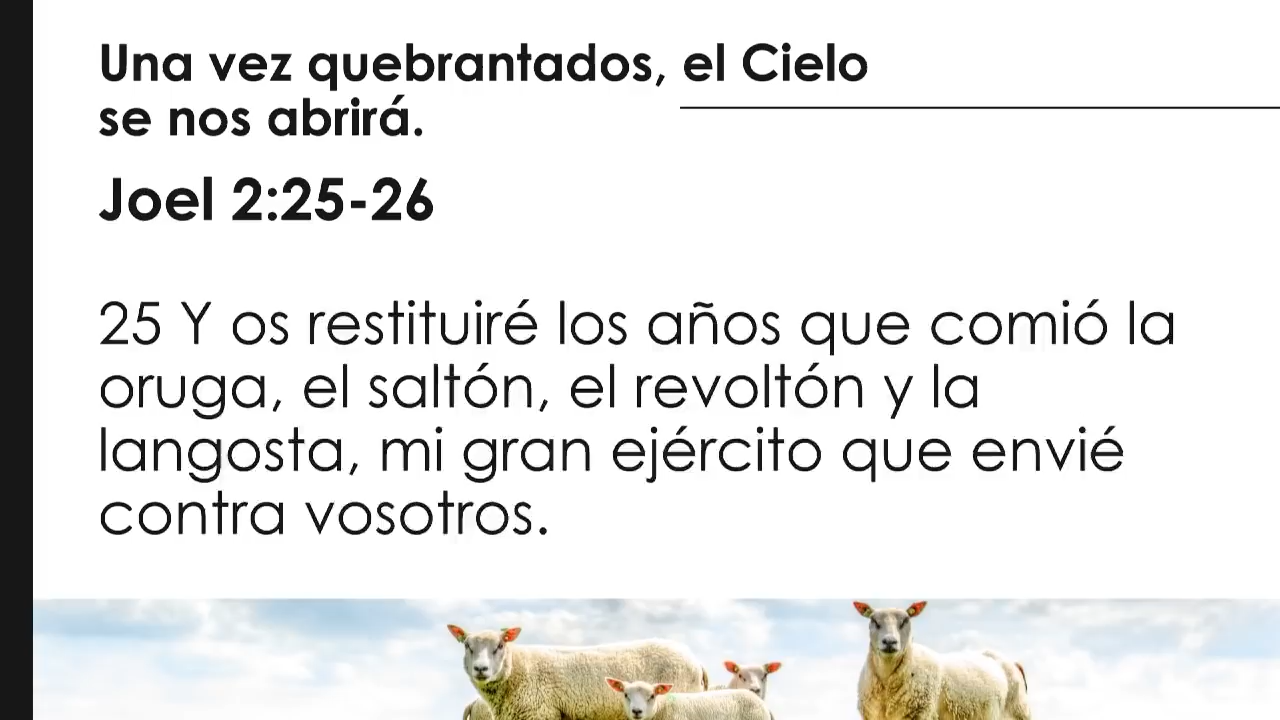 Una vez quebrantados, el Cielo
se nos abrirá.
Joel 2:25-26
25 Y os restituiré los años que comió la
oruga, el saltón, el revoltón y la
langosta, mi gran ejército que envié
contra vosotros.